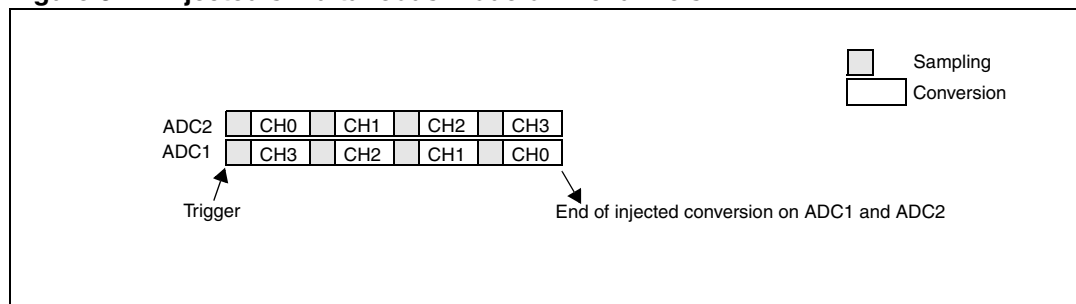 Sampling
Conversion
ADC2 CH0 CH1 CH2 CH3
ADC1 CH3 CH2 CH1 CH0
Trigger
End of injected conversion on ADC1 and ADC2